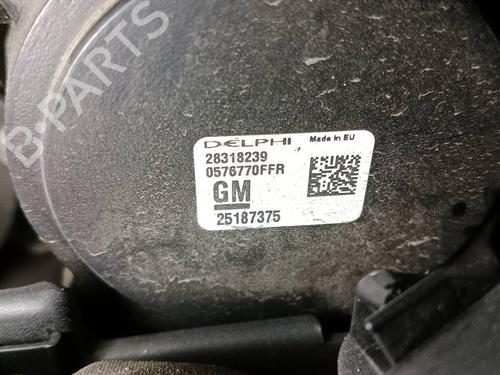 B-PARTS
DELPHI Made in EU
28318239
0576770FFR
GM
25187375